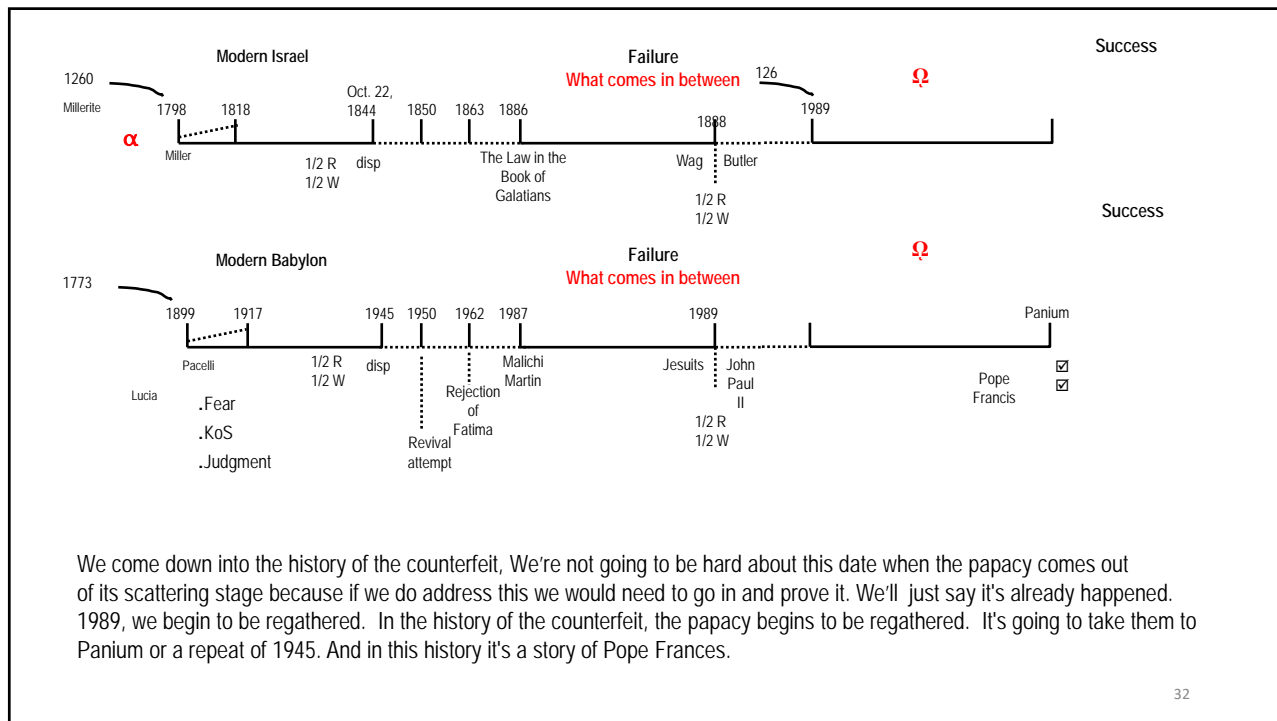 Success
Modern Israel
Failure
What comes in between
1260
126
Ω
Millerite
Oct. 22,
1798 1818 1844 1850 1863 1886 1888 1989
α
Miller
1/2 R
1/2 W
disp
The Law in the
Book of
Galatians
Wag Butler
1/2 R
1/2 W
Success
Modern Babylon
Failure
What comes in between
Ω
1773
1899 1917 1945 1950 1962 1987 1989 Panium
Pacelli
1/2 R
1/2 W
disp
Malichi
Martin
Jesuits
John
Paul
II
Pope
Francis
☑
☑
Lucia
.Fear
.KoS
.Judgment
Rejection
of
Fatima
Revival
attempt
1/2 R
1/2 W
We come down into the history of the counterfeit, We're not going to be hard about this date when the papacy comes out
of its scattering stage because if we do address this we would need to go in and prove it. We'll just say it's already happened.
1989, we begin to be regathered. In the history of the counterfeit, the papacy begins to be regathered. It's going to take them to
Panium or a repeat of 1945. And in this history it's a story of Pope Frances.
32